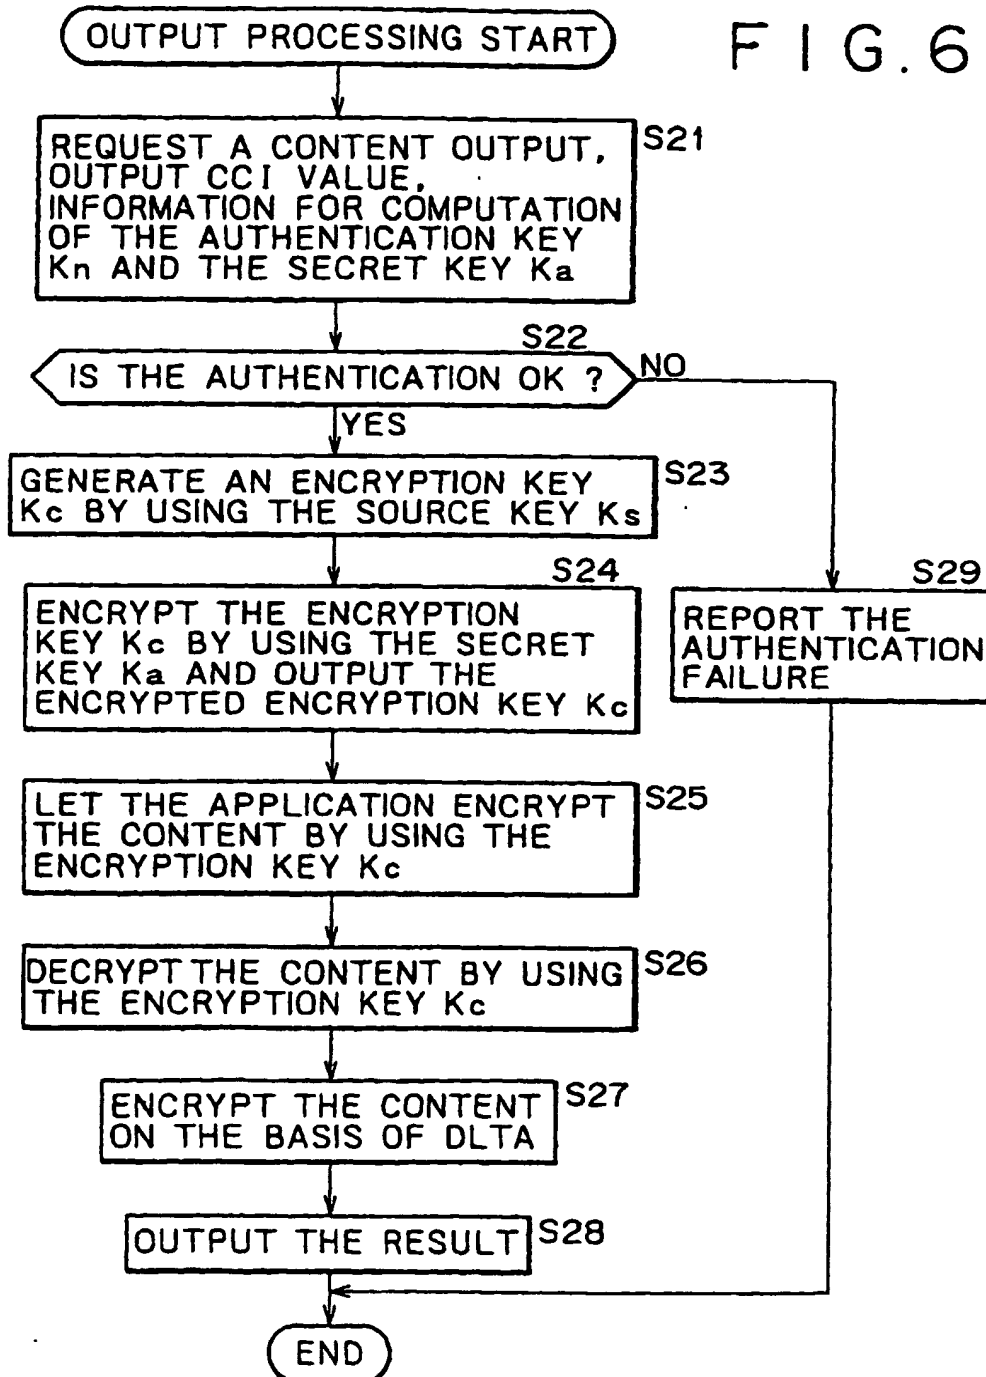 OUTPUT PROCESSING START
FIG.6
REQUEST A CONTENT OUTPUT,
OUTPUT CCI VALUE,
INFORMATION FOR COMPUTATION
OF THE AUTHENTICATION KEY
Kn AND THE SECRET KEY Ka
S21
S22
IS THE AUTHENTICATION OK ?
NO
YES
GENERATE AN ENCRYPTION KEY
Kc BY USING THE SOURCE KEY Ks
S23
S24
ENCRYPT THE ENCRYPTION
KEY Kc BY USING THE SECRET
KEY Ka AND OUTPUT THE
ENCRYPTED ENCRYPTION KEY Kc
S29
REPORT THE
AUTHENTICATION
FAILURE
LET THE APPLICATION ENCRYPT
THE CONTENT BY USING THE
ENCRYPTION KEY Kc
S25
DECRYPT THE CONTENT BY USING
THE ENCRYPTION KEY Kc
S26
ENCRYPT THE CONTENT
ON THE BASIS OF DLTA
S27
OUTPUT THE RESULT
S28
END